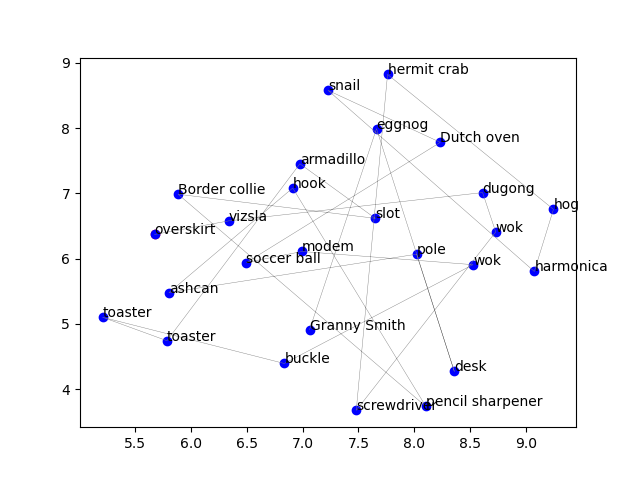 9
hermit crab
snail
eggnog
8
Dutch oven
armadillo
hook
Border collie
dugong
7
hog
vizsla
slot
overskirt
wok
modem
pole
6
soccer ball
wok
harmonica
ashcan
toaster
5
Granny Smith
toaster
buckle
desk
4
screwdriver
pencil sharpener
5.5 6.0 6.5 7.0 7.5 8.0 8.5 9.0